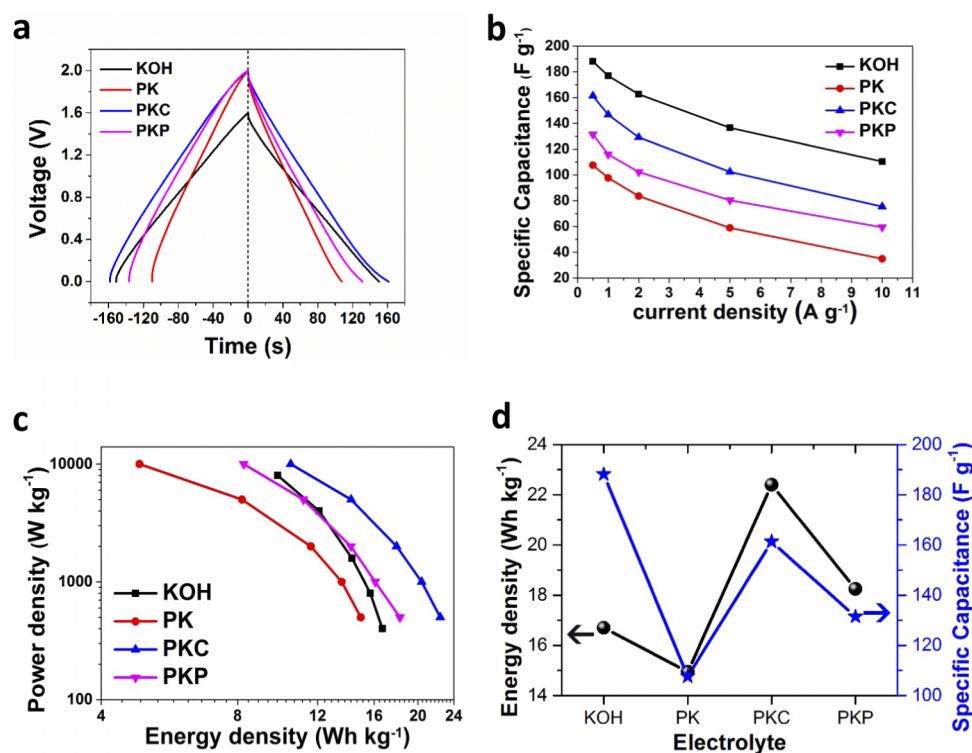 a
2.0
1.6
1.2
0.8
0.4
0.0
Voltage (V)
KOH
PK
PKC
PKP
-160 -120 -80 -40 0 40 80 120 160
Time (s)
b
200
180
160
140
120
100
80
60
40
20
Specific Capacitance (F g-1)
KOH
PK
PKC
PKP
0 1 2 3 4 5 6 7 8 9 10 11
current density (A g-1)
c
10000
1000
100
Power density (W kg-1)
KOH
PK
PKC
PKP
4 8 12 16 20 24
Energy density (Wh kg-1)
d
24
22
20
18
16
14
Energy density (Wh kg-1)
200
180
160
140
120
100
Specific Capacitance (F g-1)
KOH PK PKC PKP
Electrolyte